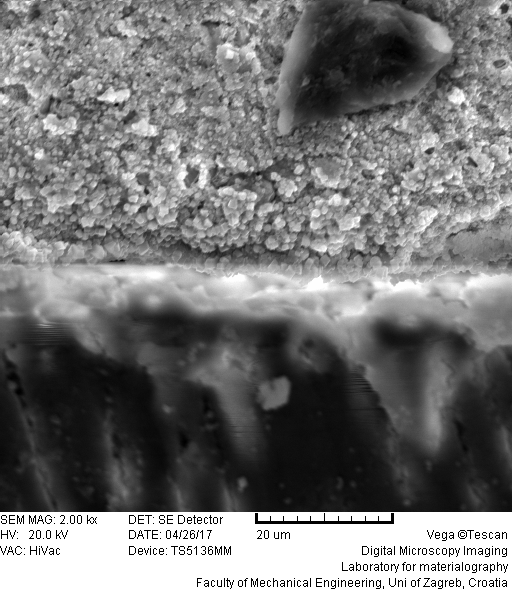 SEM MAG: 2.00 kx DET: SE Detector
HV: 20.0 kV DATE: 04/26/17 20 um Vega ©Tescan
VAC: HiVac Device: TS5136MM Digital Microscopy Imaging
Laboratory for materialography
Faculty of Mechanical Engineering, Uni of Zagreb, Croatia